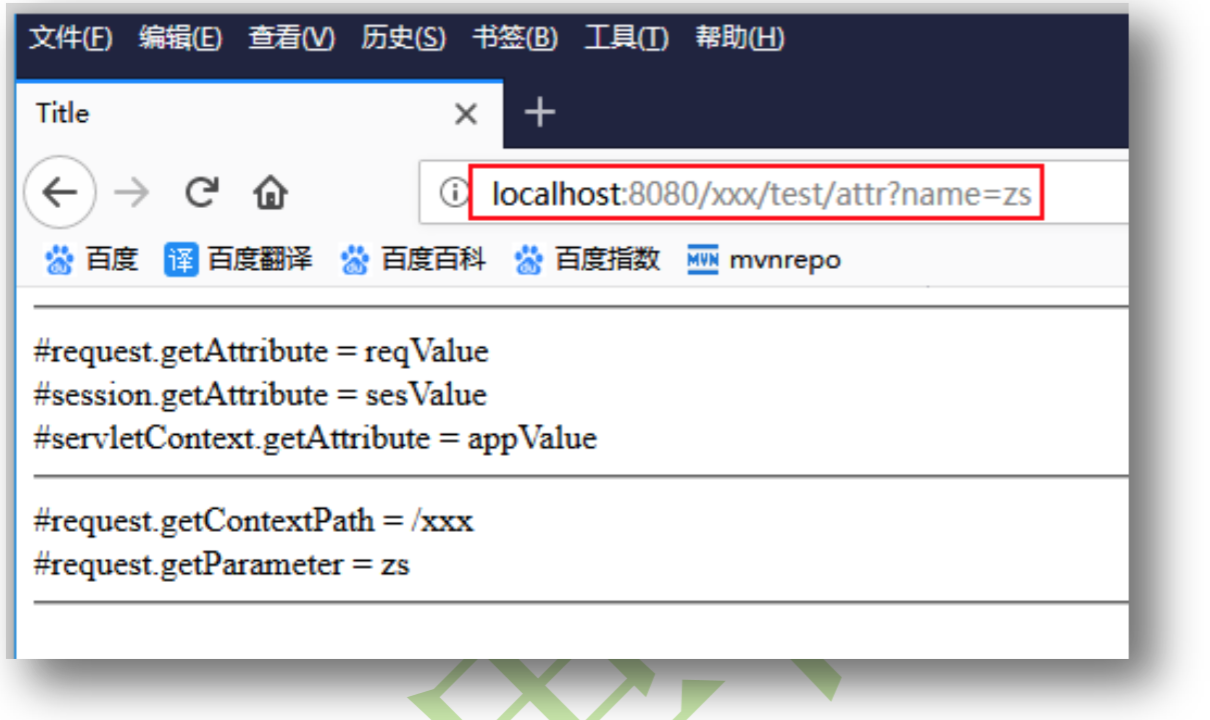 文件(F) 编辑(E) 查看(V) 历史(S) 书签(B) 工具(T) 帮助(H)
Title
localhost:8080/xxx/test/attr?name=zs
百度 译 百度翻译 百度百科 百度指数 MVN mvnrepo
#request.getAttribute = reqValue
#session.getAttribute = sesValue
#servletContext.getAttribute = appValue
#request.getContextPath = /xxx
#request.getParameter = zs